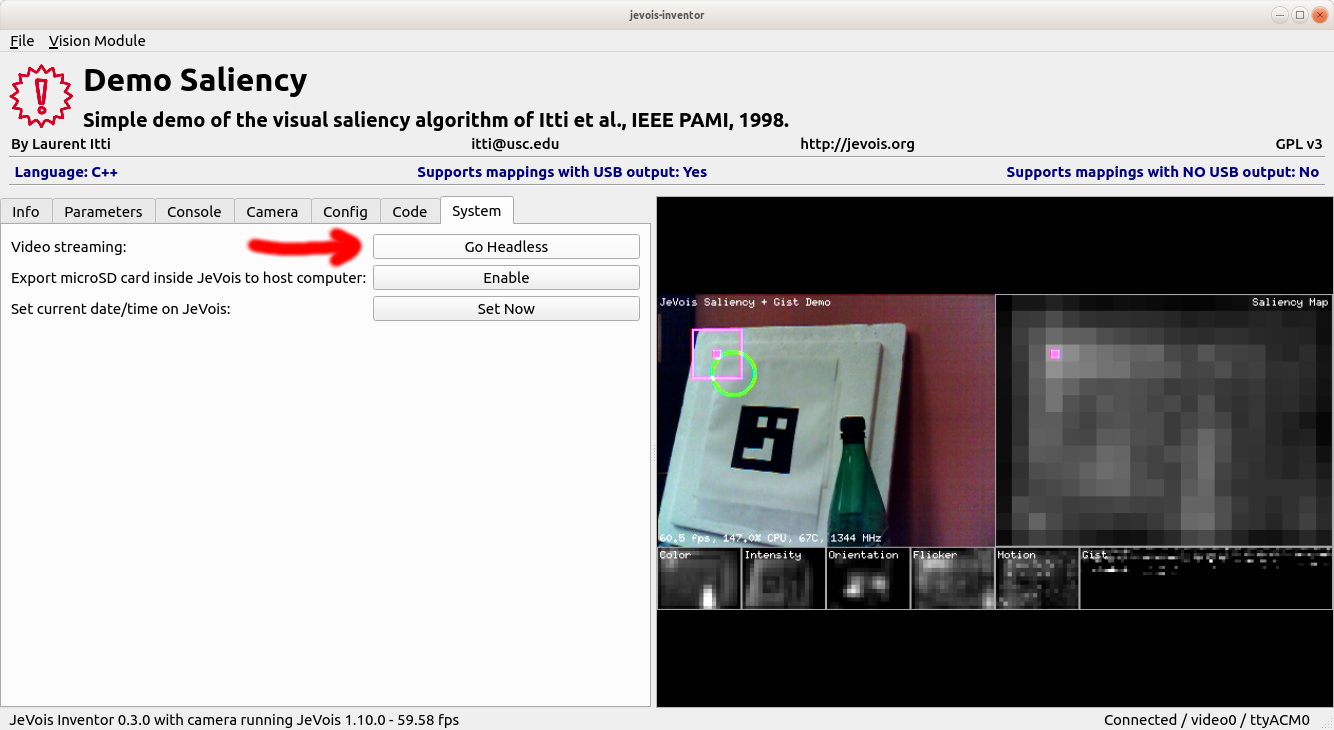 jevois-inventor
File Vision Module
Demo Saliency
Simple demo of the visual saliency algorithm of Itti et al., IEEE PAMI, 1998.
By Laurent Itti itti@usc.edu http://jevois.org GPL v3
Language: C++ Supports mappings with USB output: Yes Supports mappings with NO USB output: No
Info Parameters Console Camera Config Code System
Video streaming: Go Headless
Export microSD card inside JeVois to host computer: Enable
Set current date/time on JeVois: Set Now
JeVois Saliency + Gist Demo Saliency Map
60.5 fps, 147.0% CPU, 67C, 1344 MHz
Color Intensity Orientation Flicker Motion Gist
JeVois Inventor 0.3.0 with camera running JeVois 1.10.0 - 59.58 fps Connected / video0 / ttyACM0